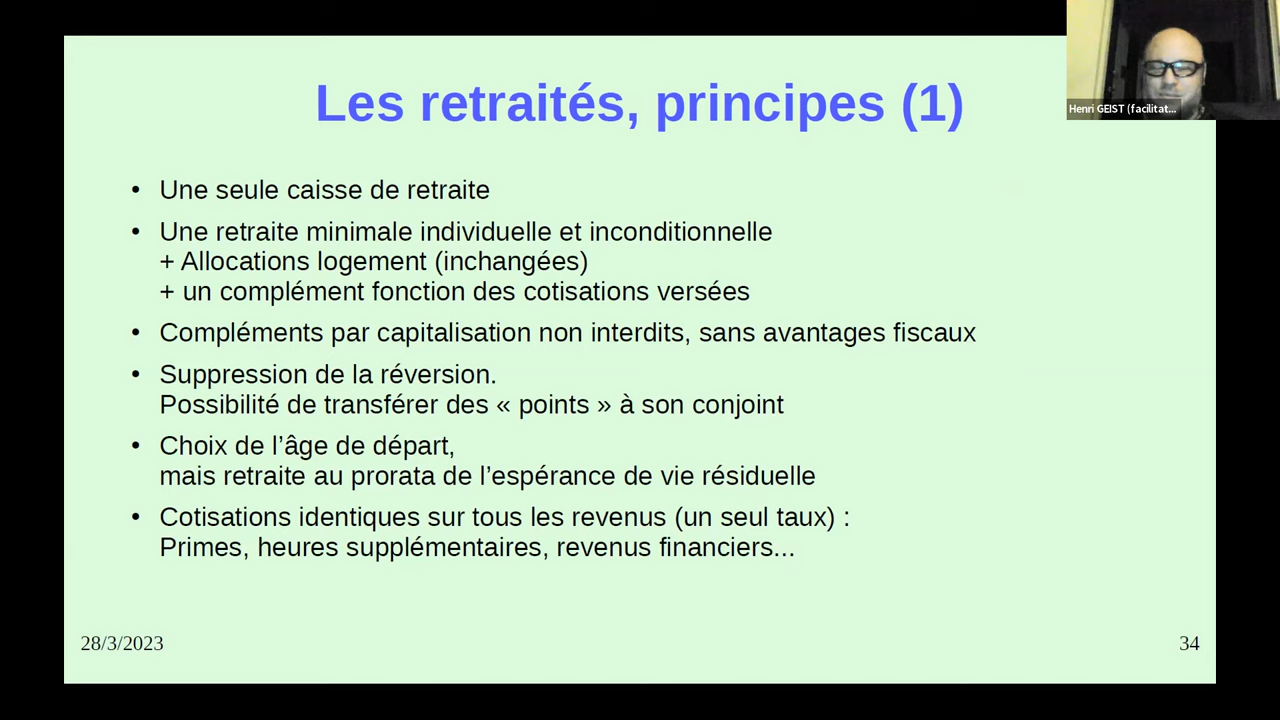 Les retraités, principes (1)
Henri GEIST (facilitat...
• Une seule caisse de retraite
• Une retraite minimale individuelle et inconditionnelle
+ Allocations logement (inchangées)
+ un complément fonction des cotisations versées
• Compléments par capitalisation non interdits, sans avantages fiscaux
• Suppression de la réversion.
Possibilité de transférer des « points » à son conjoint
• Choix de l’âge de départ,
mais retraite au prorata de l’espérance de vie résiduelle
• Cotisations identiques sur tous les revenus (un seul taux) :
Primes, heures supplémentaires, revenus financiers...
28/3/2023
34